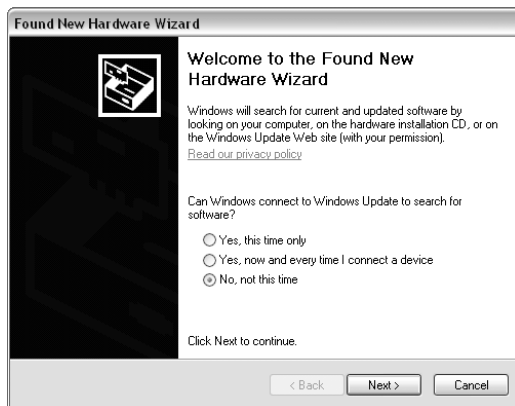 Found New Hardware Wizard
Welcome to the Found New
Hardware Wizard
Windows will search for current and updated software by
looking on your computer, on the hardware installation CD, or on
the Windows Update Web site (with your permission).
Read our privacy policy
Can Windows connect to Windows Update to search for
software?
Yes, this time only
Yes, now and every time I connect a device
No, not this time
Click Next to continue.
< Back Next > Cancel